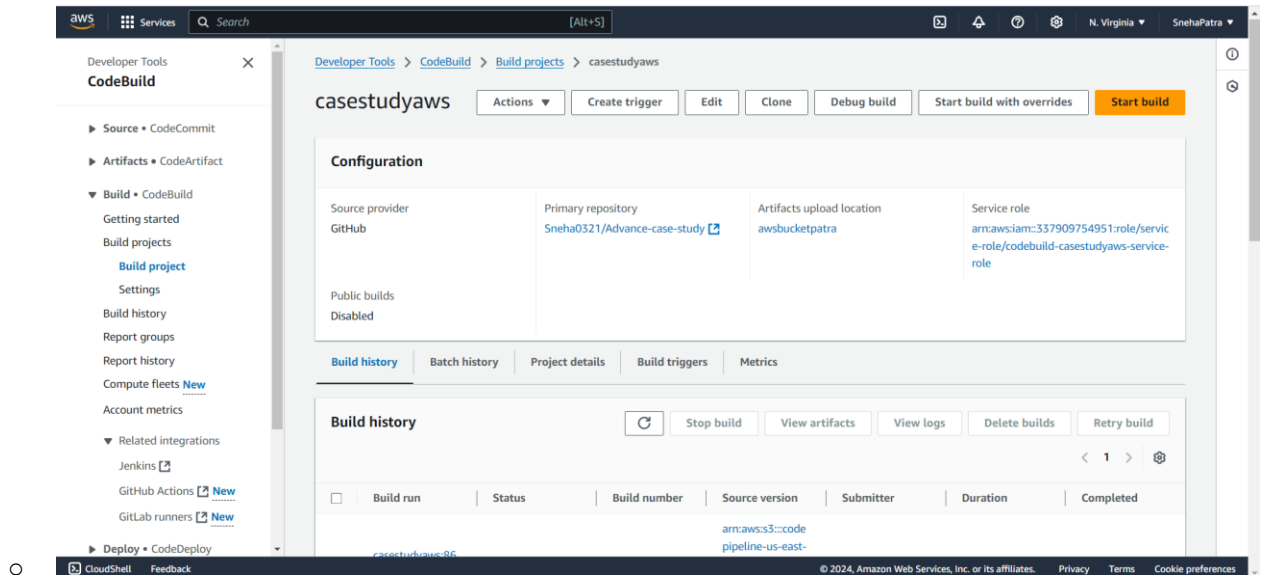 aws
Services
Search
[Alt+S]
N. Virginia ▼
SnehaPatra ▼
Developer Tools
CodeBuild
▶ Source • CodeCommit
▶ Artifacts • CodeArtifact
▼ Build • CodeBuild
Getting started
Build projects
Build project
Settings
Build history
Report groups
Report history
Compute fleets New
Account metrics
▼ Related integrations
Jenkins
GitHub Actions New
GitLab runners New
▶ Deploy • CodeDeploy
Developer Tools > CodeBuild > Build projects > casestudyaws
casestudyaws
Actions ▼
Create trigger
Edit
Clone
Debug build
Start build with overrides
Start build
Configuration
Source provider
GitHub
Primary repository
Sneha0321/Advance-case-study
Artifacts upload location
awsbucketpatra
Service role
arn:aws:iam::337909754951:role/servic
e-role/codebuild-casestudyaws-service-
role
Public builds
Disabled
Build history
Batch history
Project details
Build triggers
Metrics
Build history
Stop build
View artifacts
View logs
Delete builds
Retry build
< 1 >
Build run
Status
Build number
Source version
Submitter
Duration
Completed
arn:aws:s3:::code
pipeline-us-east-
CloudShell
Feedback
© 2024, Amazon Web Services, Inc. or its affiliates.
Privacy
Terms
Cookie preferences